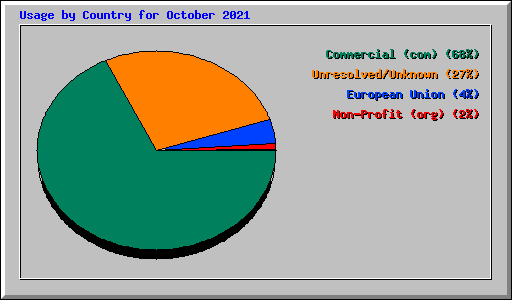 Usage by Country for October 2021
Commercial (com) (68%)
Unresolved/Unknown (27%)
European Union (4%)
Non-Profit (org) (2%)